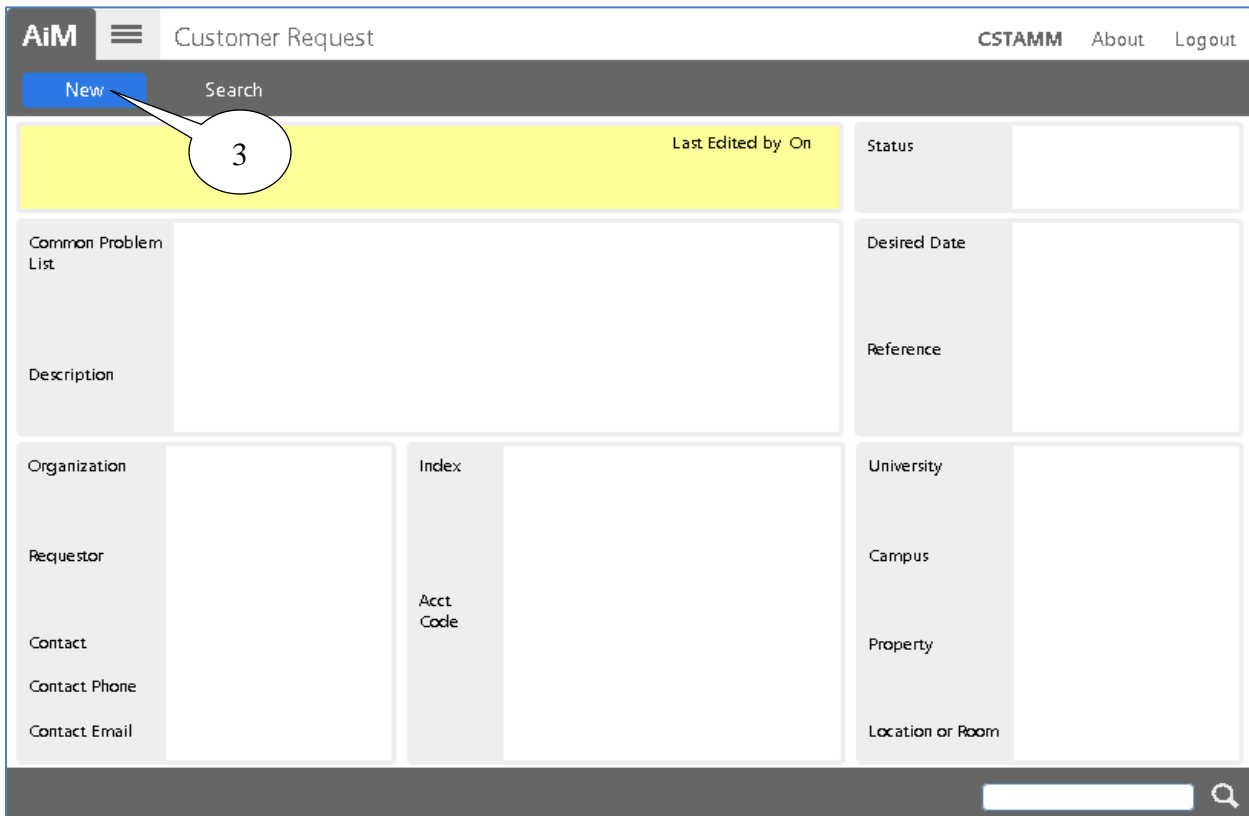 AiM Customer Request CSTAMM About Logout
New Search
3
Last Edited by On
Status
Common Problem
List
Description
Desired Date
Reference
Organization
Requestor
Contact
Contact Phone
Contact Email
Index
Acct
Code
University
Campus
Property
Location or Room